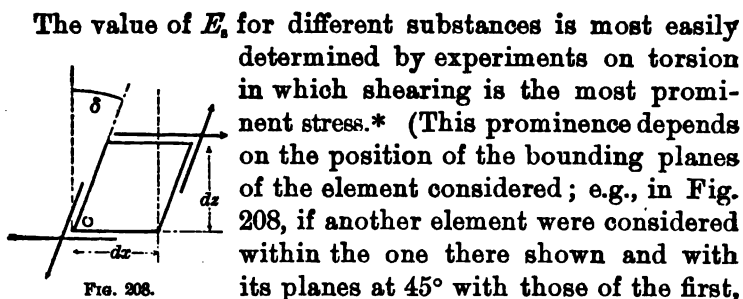 The value of Es for different substances is most easily
determined by experiments on torsion
in which shearing is the most promi-
nent stress.* (This prominence depends
on the position of the bounding planes
of the element considered; e.g., in Fig.
208, if another element were considered
within the one there shown and with
its planes at 45° with those of the first,
δ
dz
O
dx
Fig. 208.